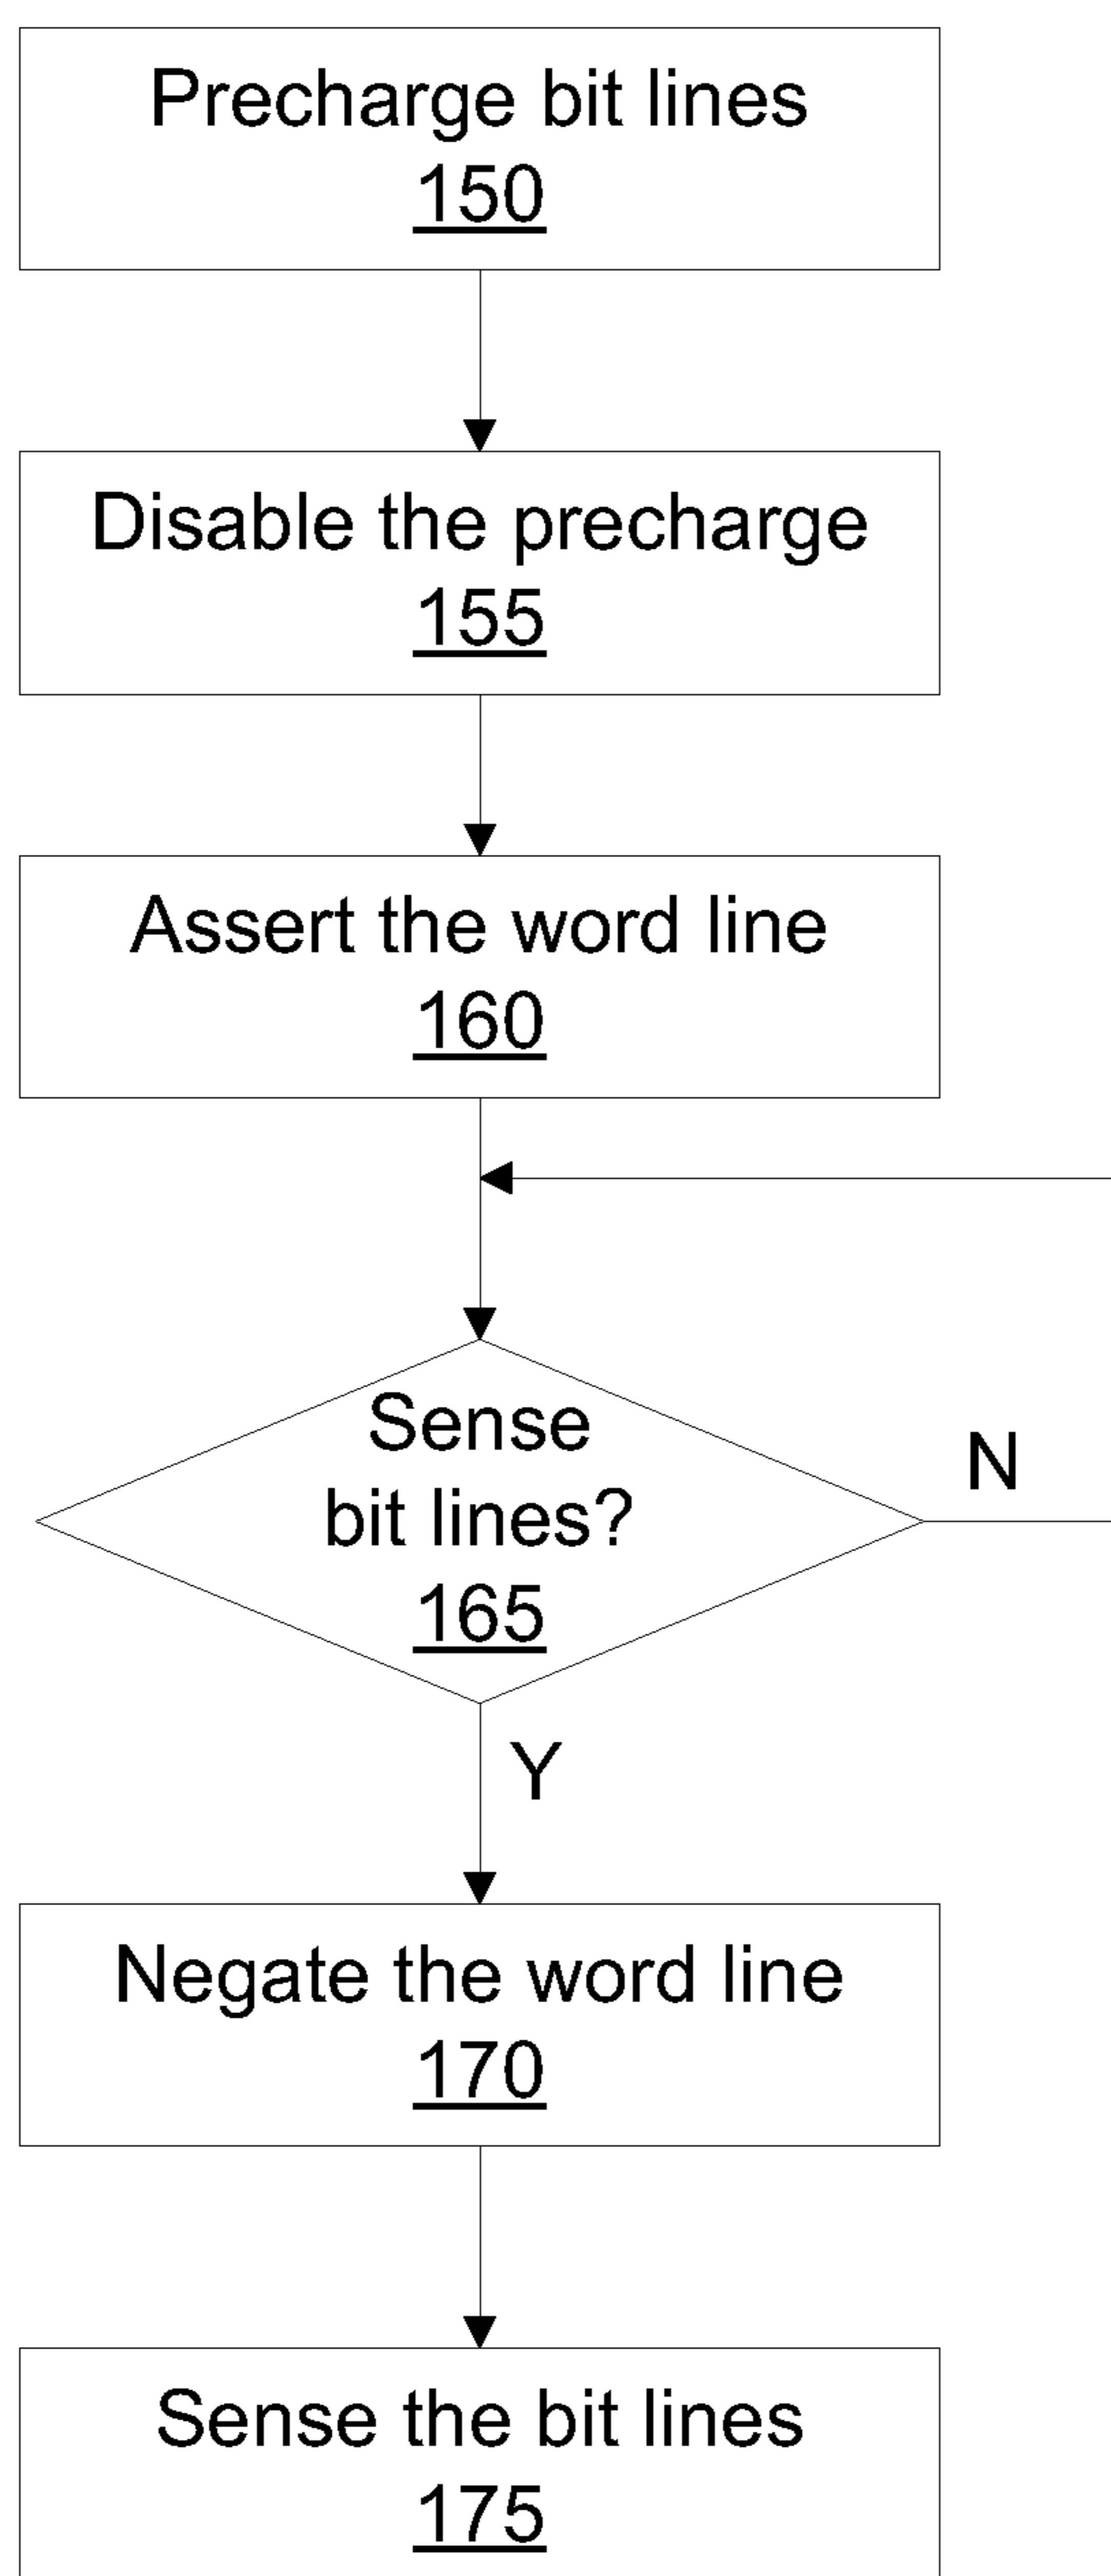 Precharge bit lines
150
Disable the precharge
155
Assert the word line
160
Sense
bit lines?
165
N
Y
Negate the word line
170
Sense the bit lines
175